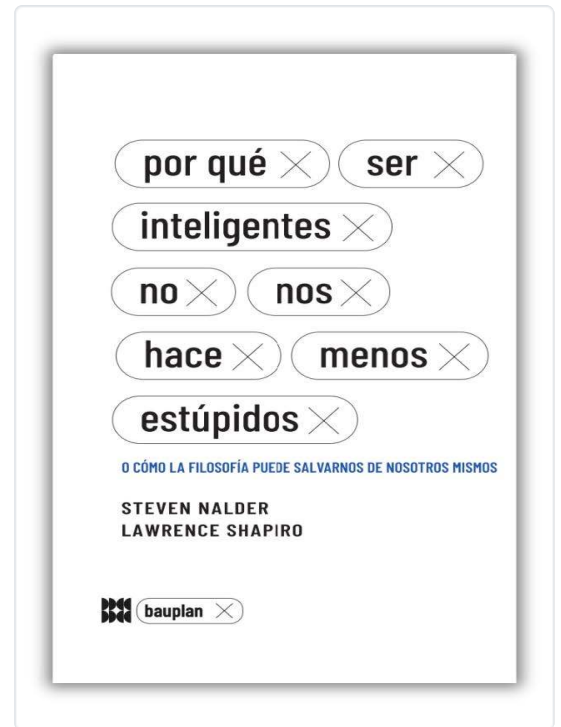 por qué ser
inteligentes
no nos
hace menos
estúpidos
O CÓMO LA FILOSOFÍA PUEDE SALVARNOS DE NOSOTROS MISMOS
STEVEN NALDER
LAWRENCE SHAPIRO
bauplan